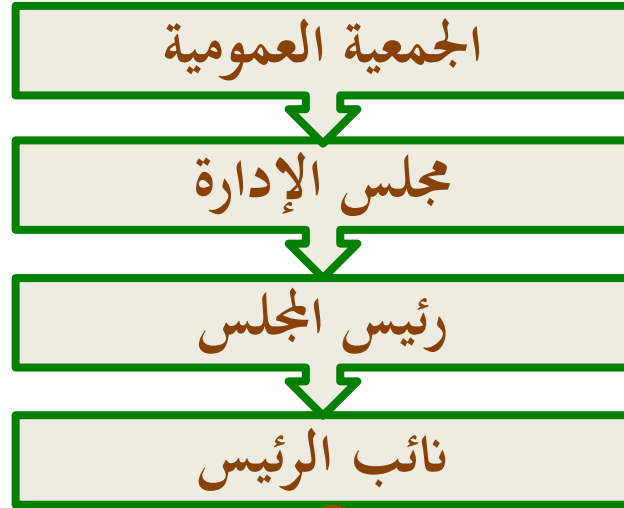 الجمعية العمومية
مجلس الإدارة
رئيس المجلس
نائب الرئيس